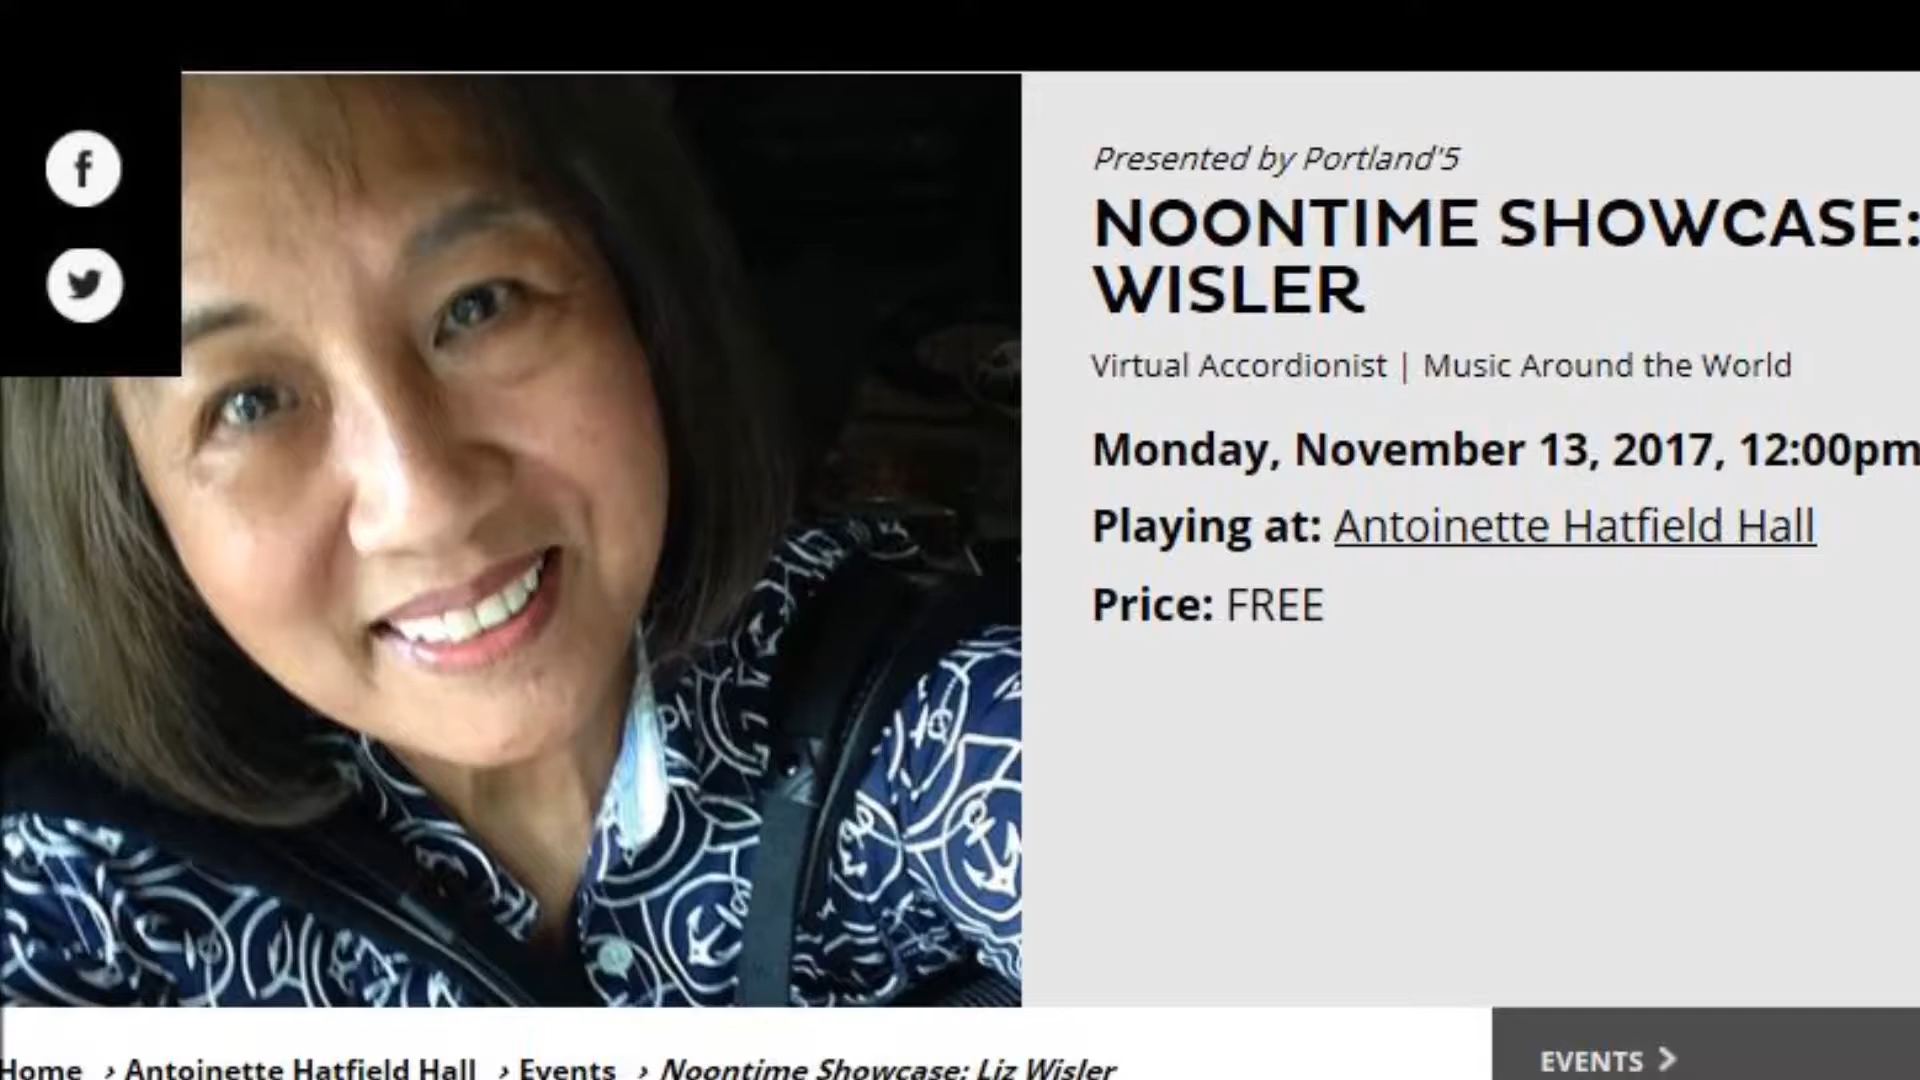 Presented by Portland'5
NOONTIME SHOWCASE:
WISLER
Virtual Accordionist | Music Around the World
Monday, November 13, 2017, 12:00pm
Playing at: Antoinette Hatfield Hall
Price: FREE
Home › Antoinette Hatfield Hall › Events › Noontime Showcase: Liz Wisler
EVENTS